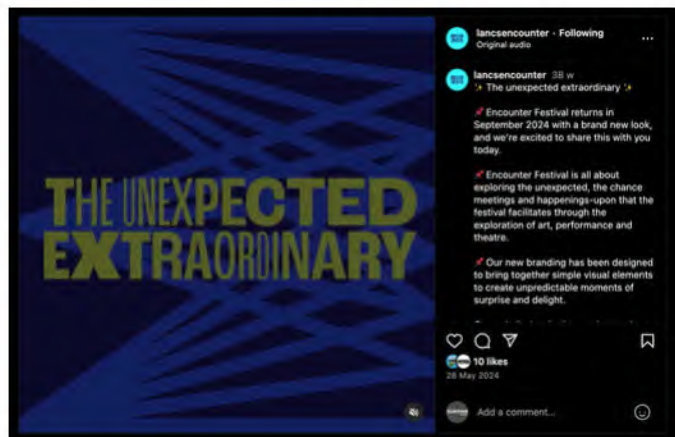 THE UNEXPECTED
EXTRAORDINARY
lancsencounter · Following
Original audio
lancsencounter 38 w
✨ The unexpected extraordinary ✨
📌 Encounter Festival returns in
September 2024 with a brand new look,
and we're excited to share this with you
today.
📌 Encounter Festival is all about
exploring the unexpected, the chance
meetings and happenings-upon that the
festival facilitates through the
exploration of art, performance and
theatre.
📌 Our new branding has been designed
to bring together simple visual elements
to create unpredictable moments of
surprise and delight.
10 likes
28 May 2024
Add a comment...